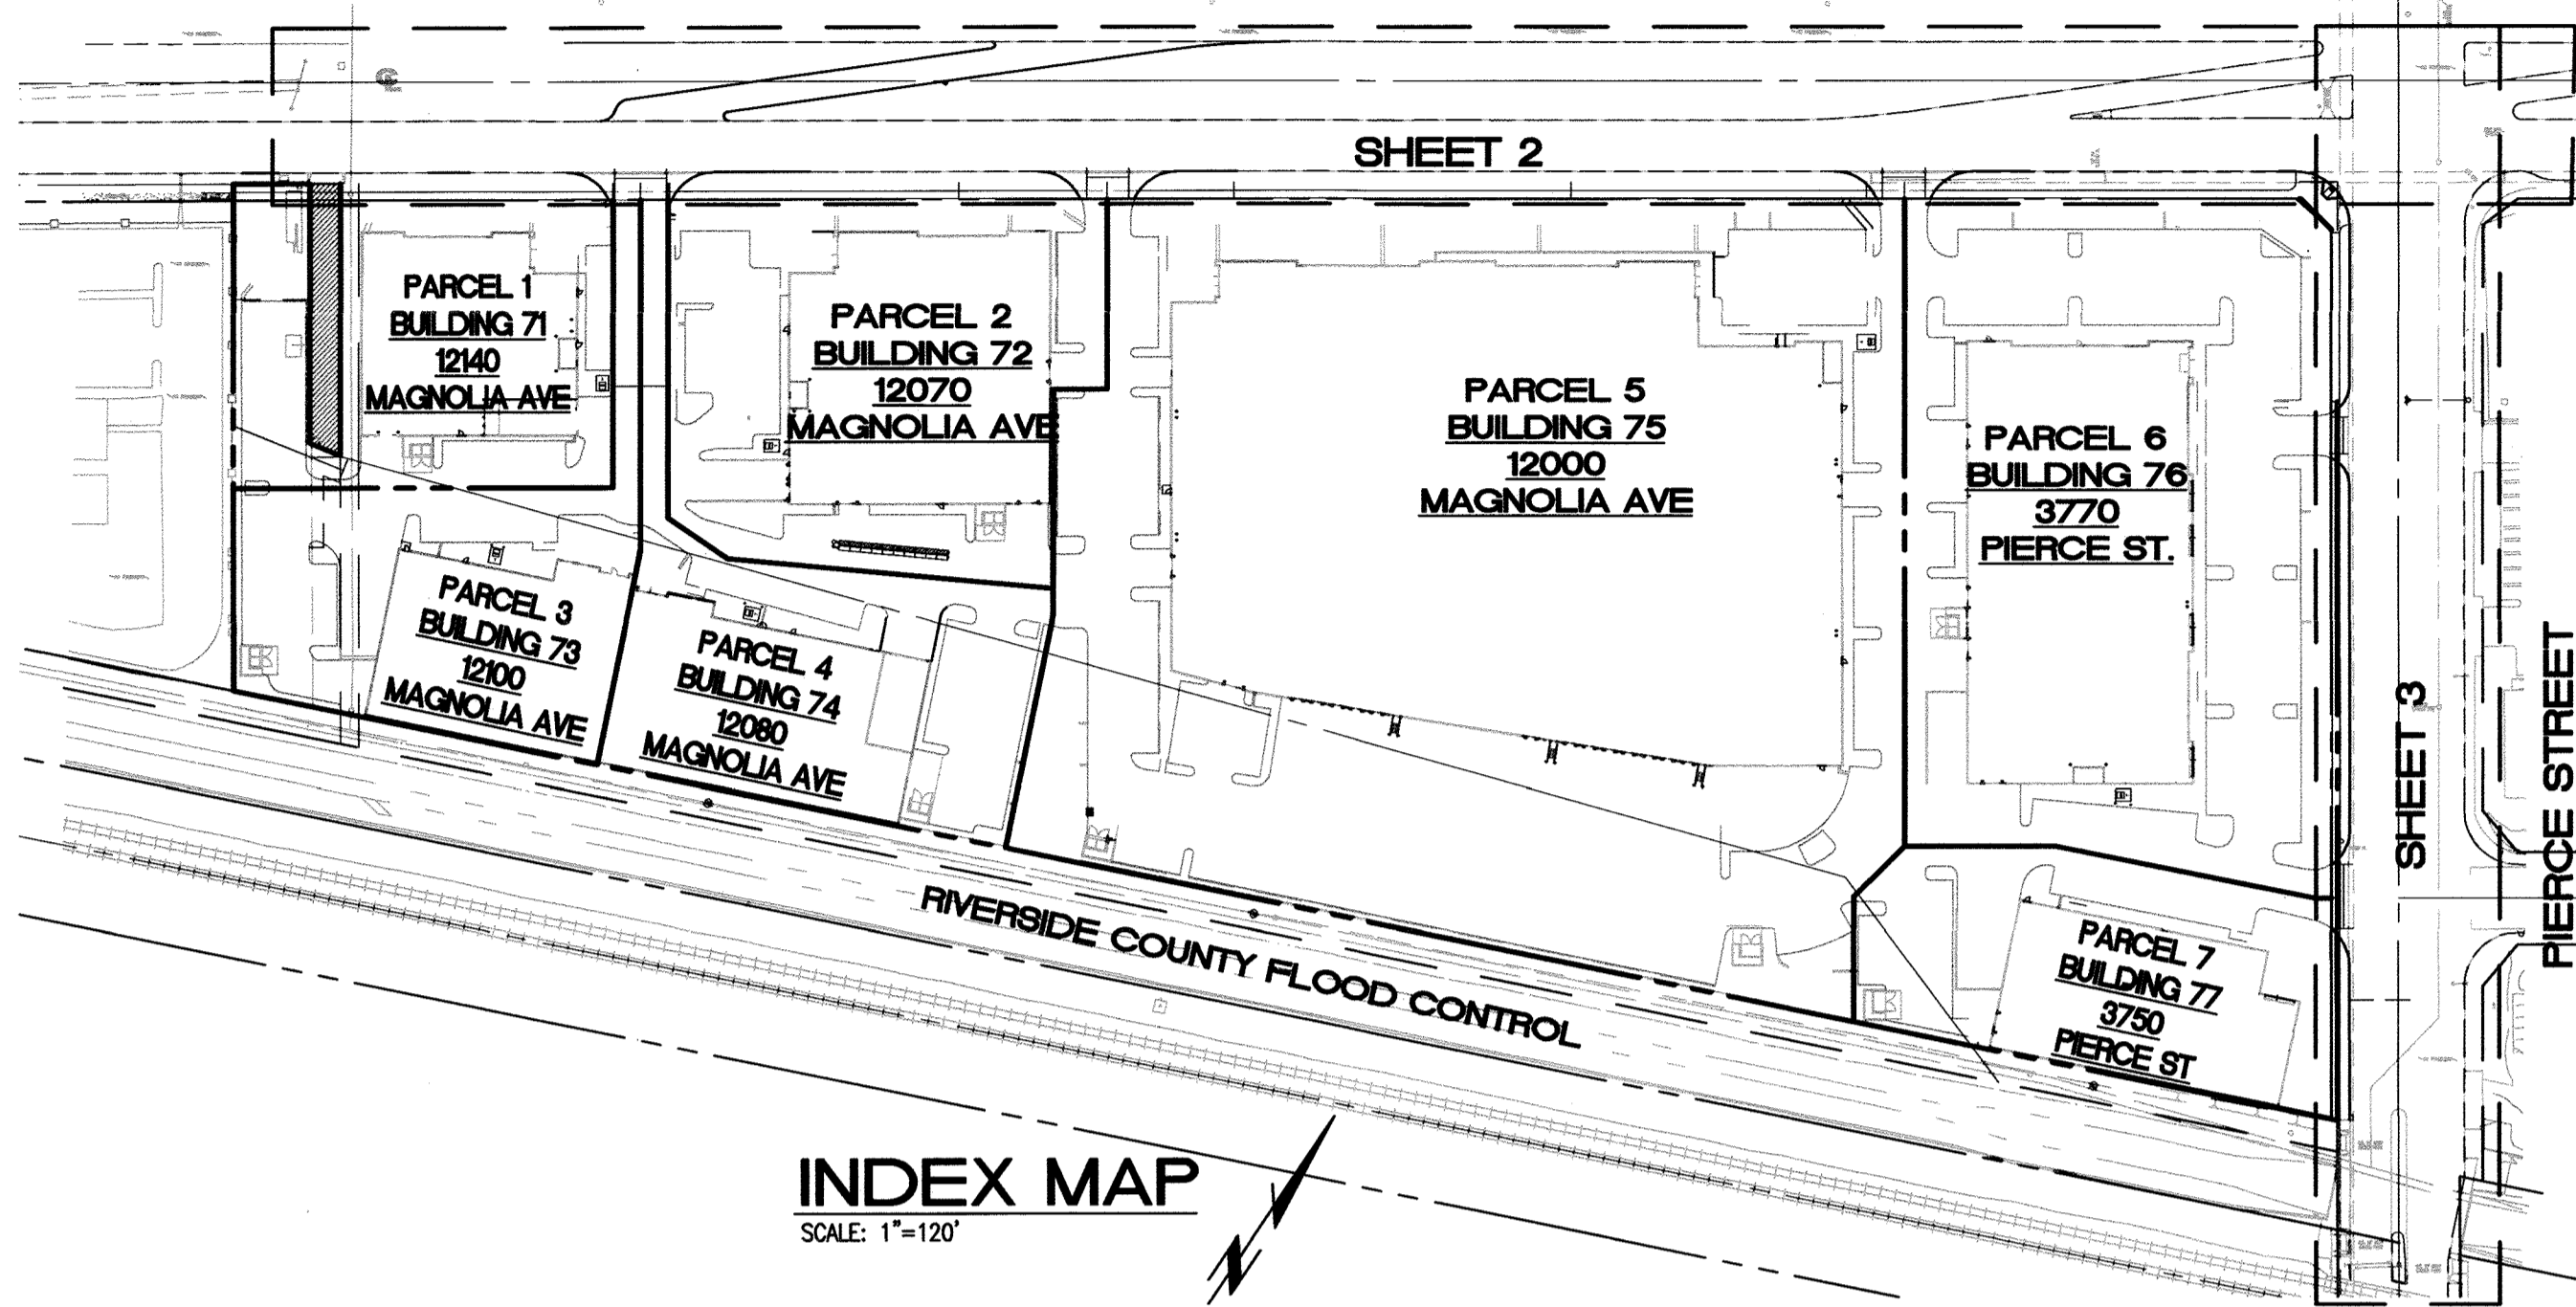 SHEET 2
PARCEL 1
BUILDING 71
12140
MAGNOLIA AVE
PARCEL 2
BUILDING 72
12070
MAGNOLIA AVE
PARCEL 5
BUILDING 75
12000
MAGNOLIA AVE
PARCEL 6
BUILDING 76
3770
PIERCE ST.
PARCEL 3
BUILDING 73
12100
MAGNOLIA AVE
PARCEL 4
BUILDING 74
12080
MAGNOLIA AVE
PARCEL 7
BUILDING 77
3750
PIERCE ST
SHEET 3
PIERCE STREET
RIVERSIDE COUNTY FLOOD CONTROL
INDEX MAP
SCALE: 1"=120'
N